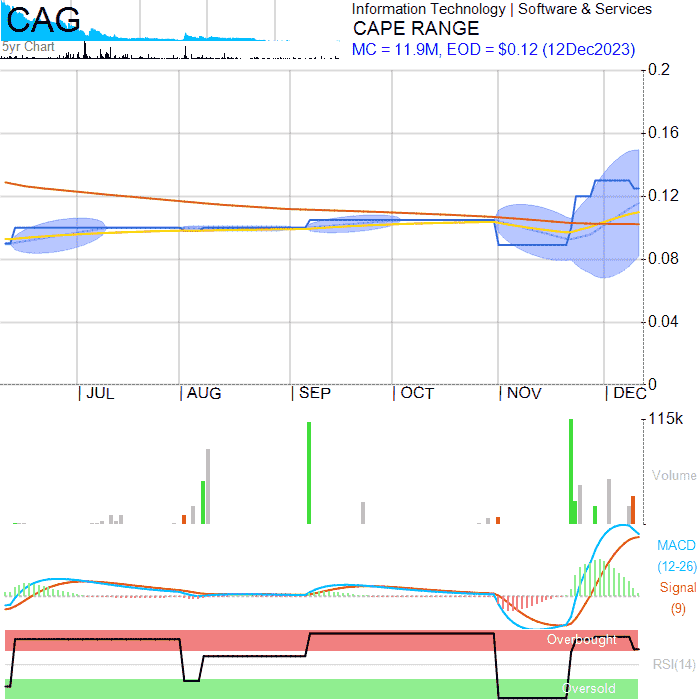 CAG
5yr Chart
Information Technology | Software & Services
CAPE RANGE
MC = 11.9M, EOD = $0.12 (12Dec2023)
0.2
0.16
0.12
0.08
0.04
0
| JUL | AUG | SEP | OCT | NOV | DEC
115k
Volume
MACD
(12-26)
Signal
(9)
Overbought
RSI(14)
Oversold